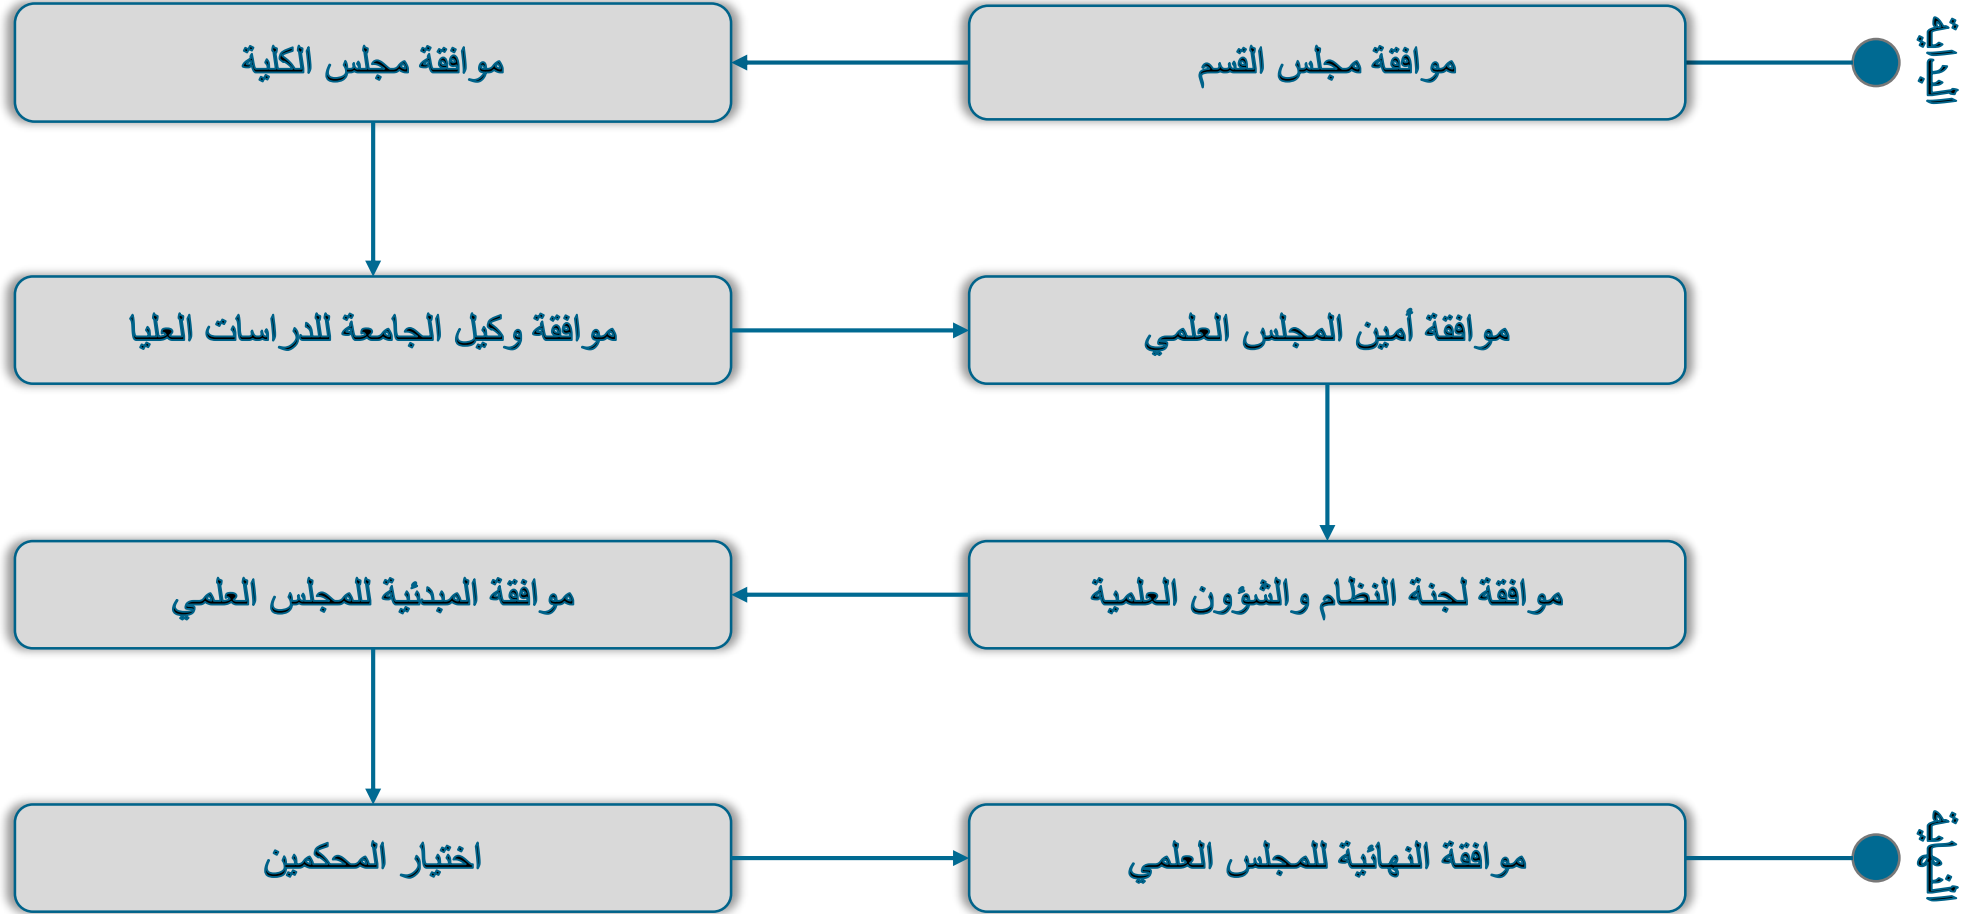 البداية
موافقة مجلس القسم
موافقة مجلس الكلية
موافقة وكيل الجامعة للدراسات العليا
موافقة أمين المجلس العلمي
موافقة لجنة النظام والشؤون العلمية
موافقة المبدئية للمجلس العلمي
اختيار المحكمين
موافقة النهائية للمجلس العلمي
النهاية